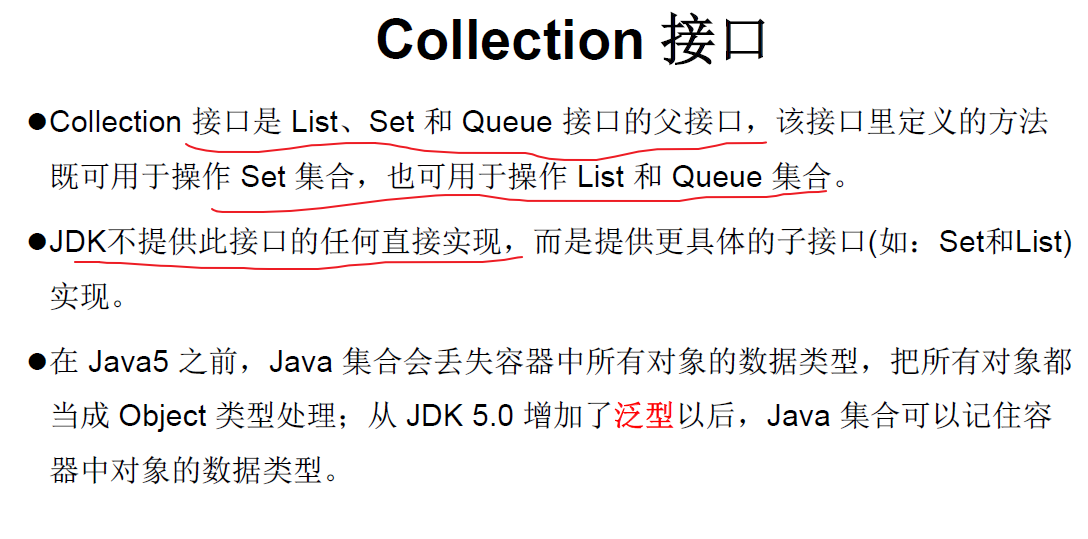 Collection 接口
●Collection 接口是 List、Set 和 Queue 接口的父接口，该接口里定义的方法
既可用于操作 Set 集合，也可用于操作 List 和 Queue 集合。
●JDK不提供此接口的任何直接实现，而是提供更具体的子接口(如：Set和List)
实现。
●在 Java5 之前，Java 集合会丢失容器中所有对象的数据类型，把所有对象都
当成 Object 类型处理；从 JDK 5.0 增加了泛型以后，Java 集合可以记住容
器中对象的数据类型。